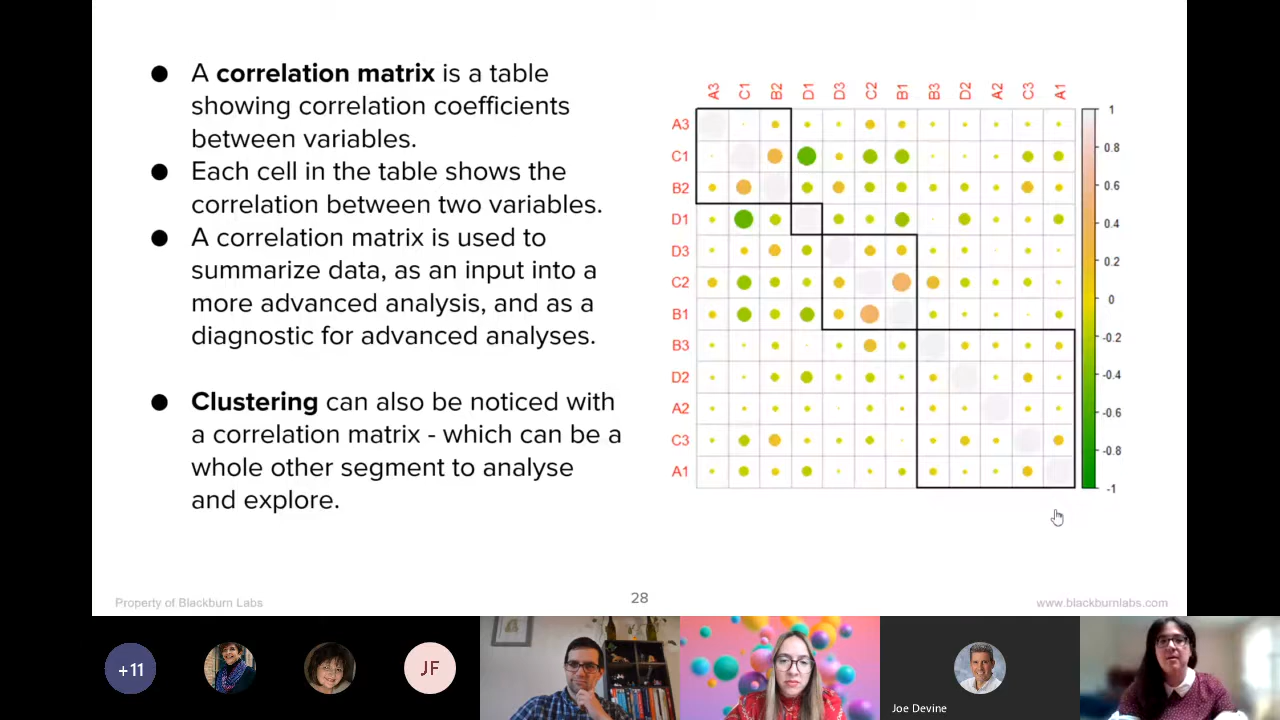 ● A correlation matrix is a table
showing correlation coefficients
between variables.
● Each cell in the table shows the
correlation between two variables.
● A correlation matrix is used to
summarize data, as an input into a
more advanced analysis, and as a
diagnostic for advanced analyses.
● Clustering can also be noticed with
a correlation matrix - which can be a
whole other segment to analyse
and explore.
A3 C1 B2 D1 D3 C2 B1 B3 D2 A2 C3 A1
A3
C1
B2
D1
D3
C2
B1
B3
D2
A2
C3
A1
1
0.8
0.6
0.4
0.2
0
-0.2
-0.4
-0.6
-0.8
-1
Property of Blackburn Labs
28
www.blackburnlabs.com
+11
JF
Joe Devine